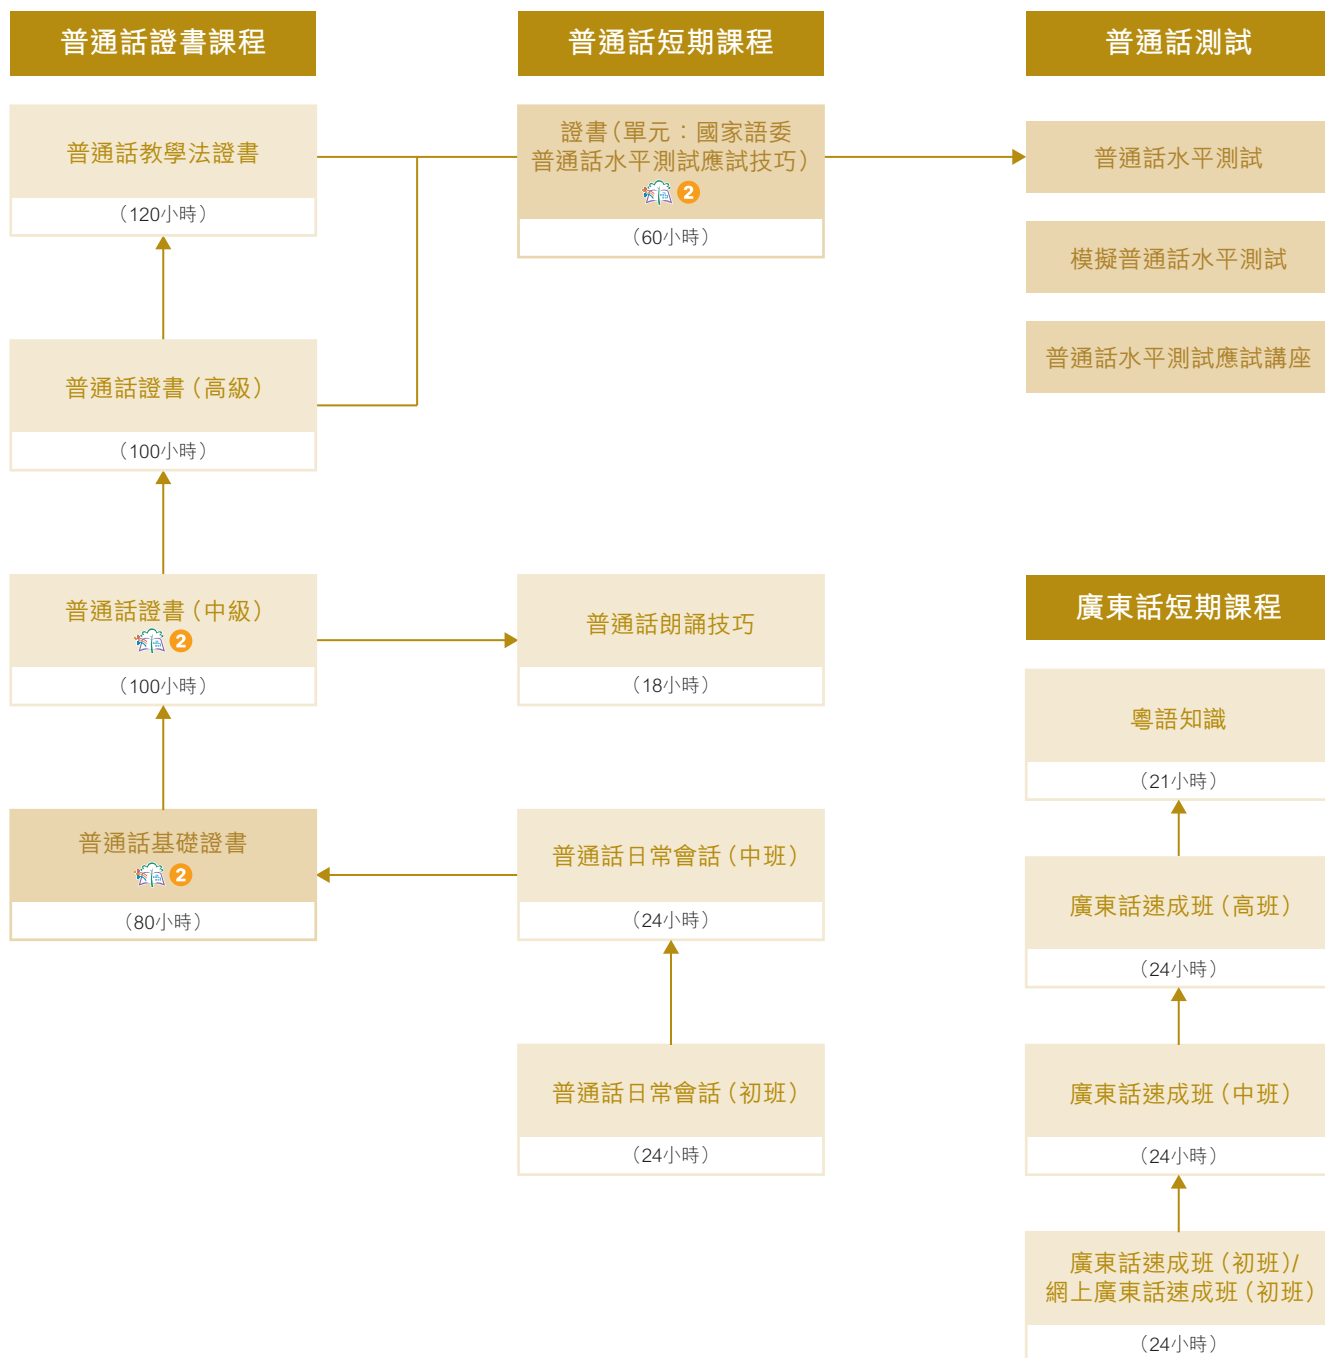 普通話證書課程
普通話教學法證書
（120小時）
普通話證書（高級）
（100小時）
普通話證書（中級）
2
（100小時）
普通話基礎證書
2
（80小時）
普通話短期課程
證書（單元：國家語委
普通話水平測試應試技巧）
2
（60小時）
普通話朗誦技巧
（18小時）
普通話日常會話（中班）
（24小時）
普通話日常會話（初班）
（24小時）
普通話測試
普通話水平測試
模擬普通話水平測試
普通話水平測試應試講座
廣東話短期課程
粵語知識
（21小時）
廣東話速成班（高班）
（24小時）
廣東話速成班（中班）
（24小時）
廣東話速成班（初班）/
網上廣東話速成班（初班）
（24小時）